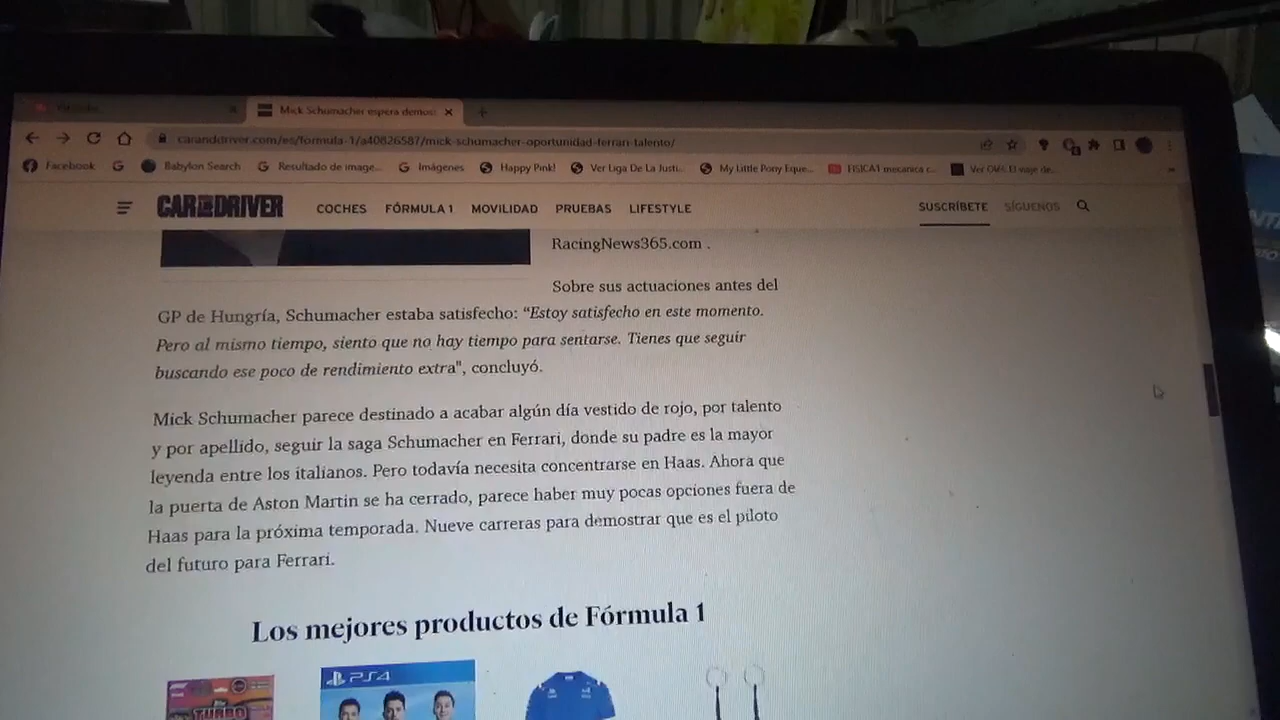 Mick Schumacher espera demos
caranddriver.com/es/formula-1/a40826587/mick-schumacher-oportunidad-ferrari-talento/
Facebook G Babylon Search G Resultado de image... G Imágenes Happy Pink! Ver Liga De La Justi... My Little Pony Eque... FISICA1 mecanica c...
CAR AND DRIVER COCHES FÓRMULA 1 MOVILIDAD PRUEBAS LIFESTYLE SUSCRÍBETE SÍGUENOS
RacingNews365.com .
Sobre sus actuaciones antes del
GP de Hungría, Schumacher estaba satisfecho: “Estoy satisfecho en este momento.
Pero al mismo tiempo, siento que no hay tiempo para sentarse. Tienes que seguir
buscando ese poco de rendimiento extra", concluyó.
Mick Schumacher parece destinado a acabar algún día vestido de rojo, por talento
y por apellido, seguir la saga Schumacher en Ferrari, donde su padre es la mayor
leyenda entre los italianos. Pero todavía necesita concentrarse en Haas. Ahora que
la puerta de Aston Martin se ha cerrado, parece haber muy pocas opciones fuera de
Haas para la próxima temporada. Nueve carreras para demostrar que es el piloto
del futuro para Ferrari.
Los mejores productos de Fórmula 1
PS4
TURBO